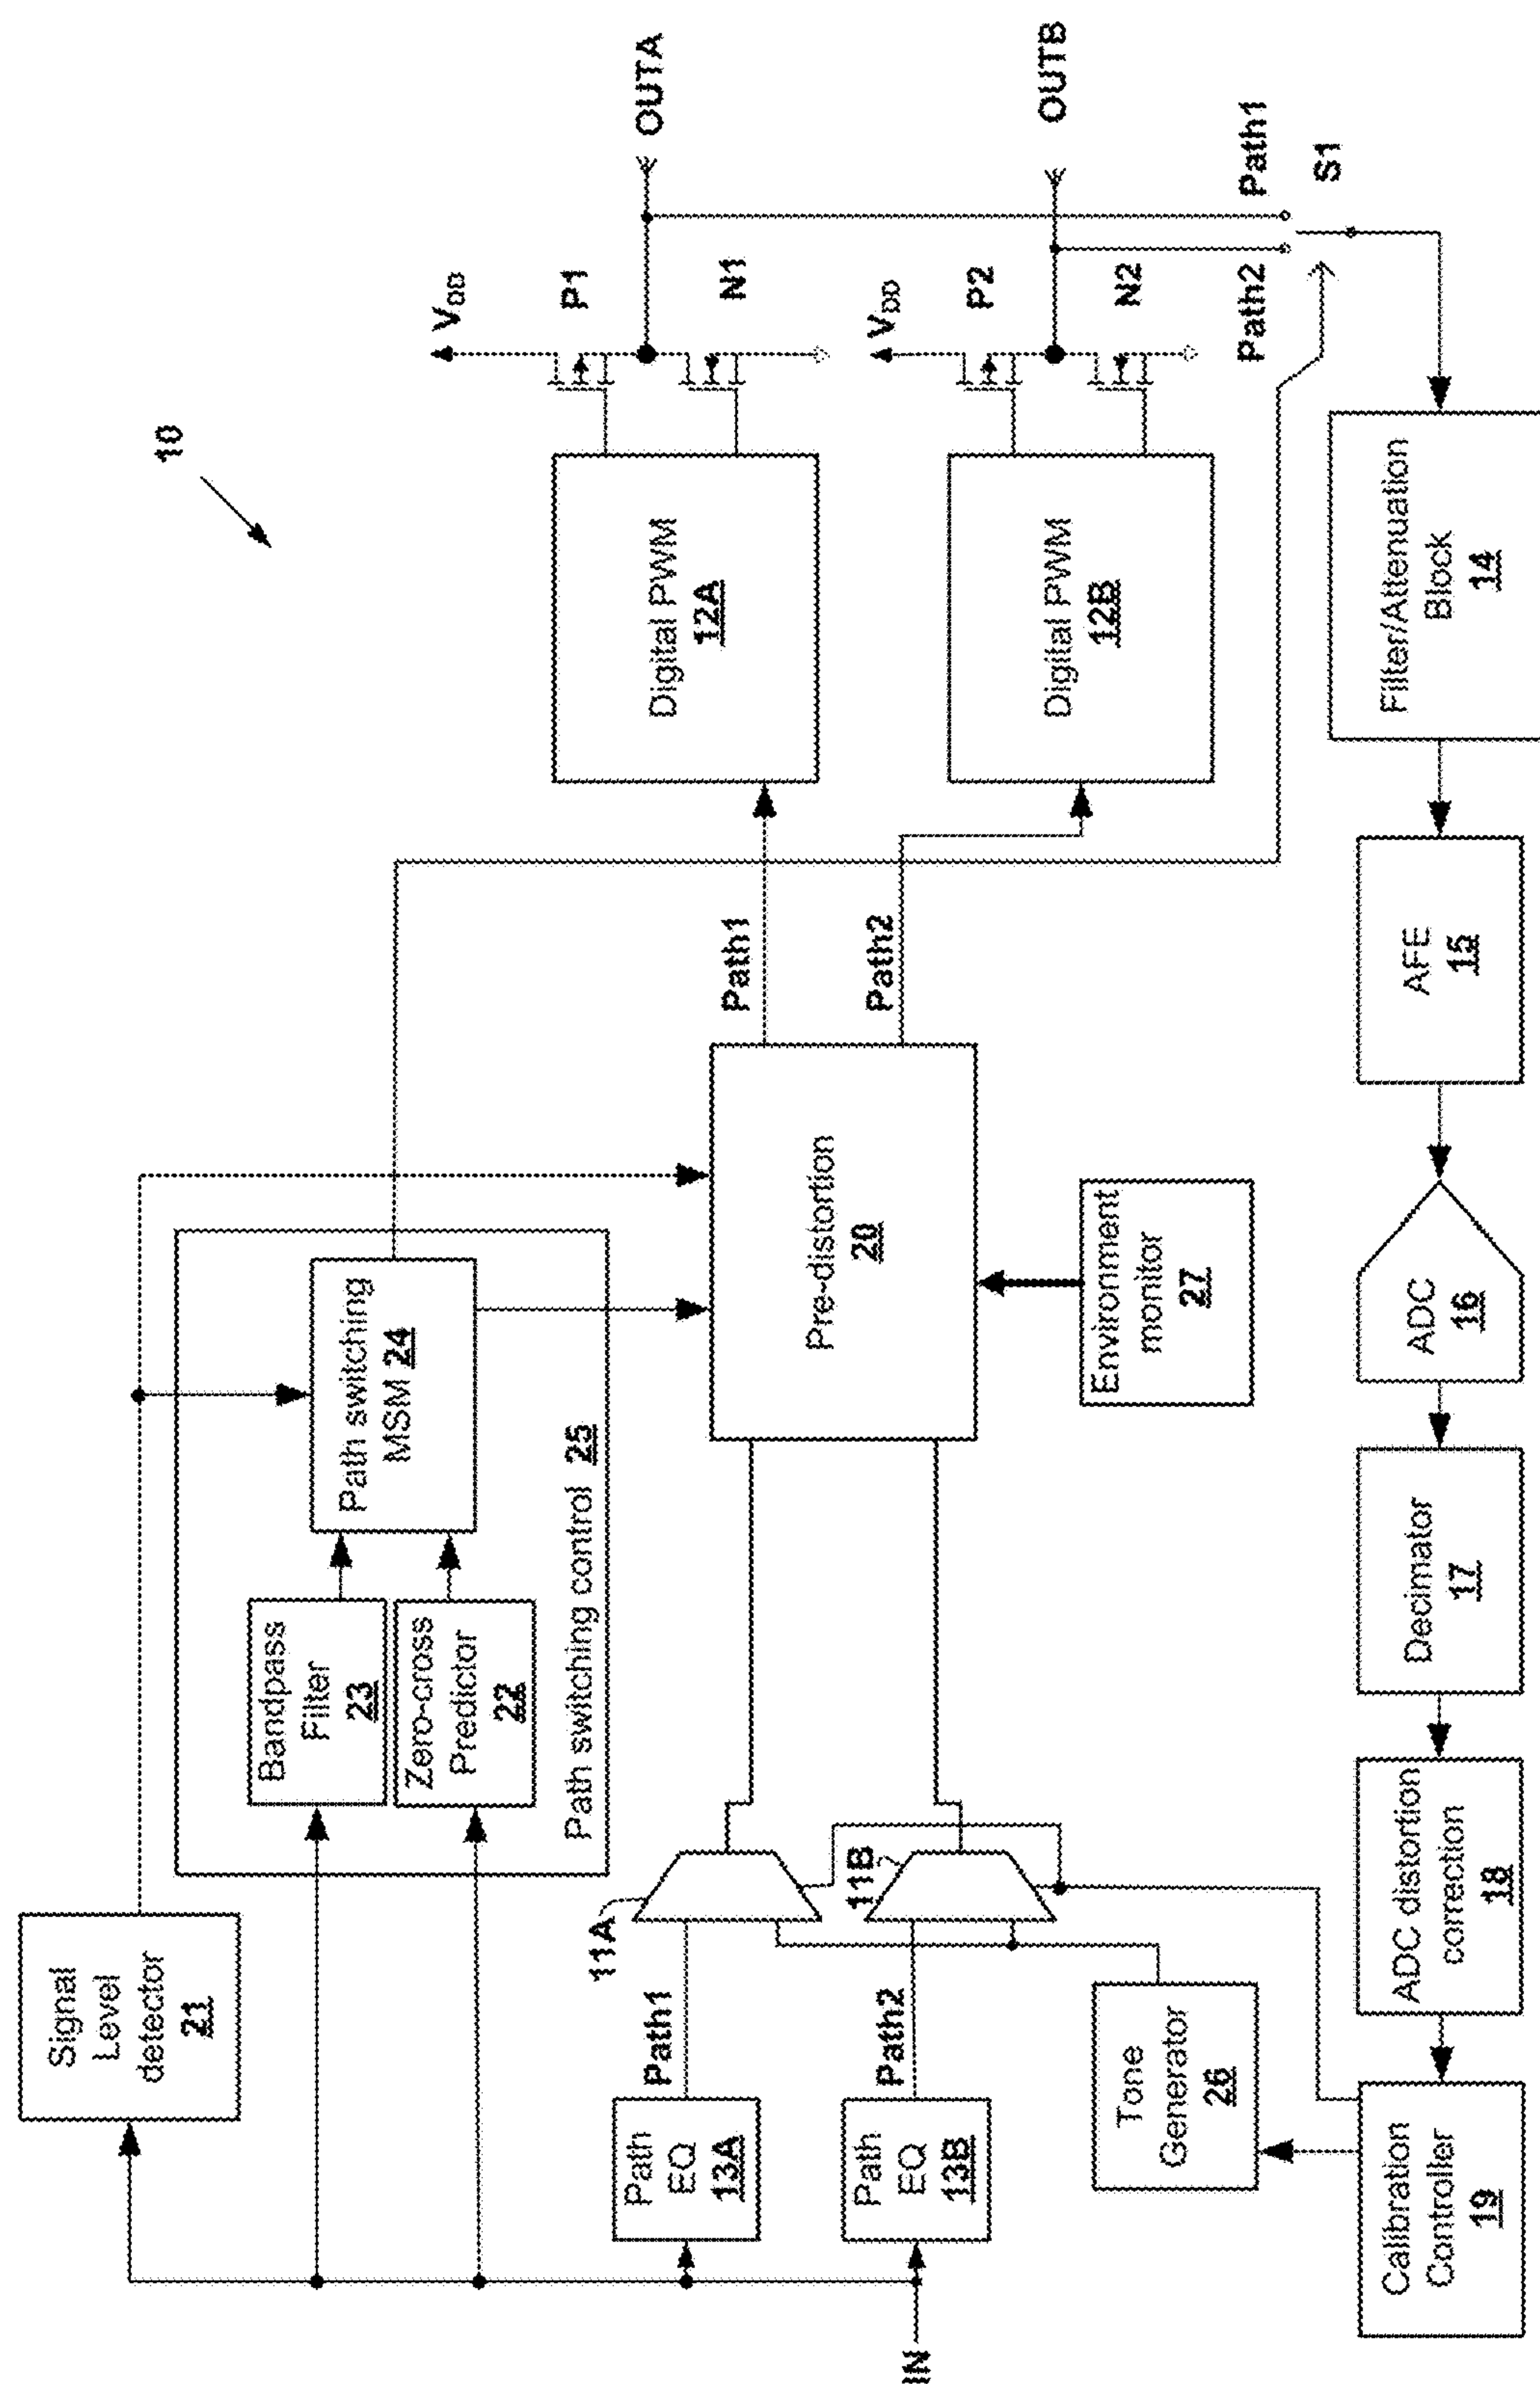 10
Signal
Level
detector
21
Bandpass
Filter
23
Zero-cross
Predictor
22
Path switching
MSM 24
Path switching control 25
VDD
P1
N1
OUTA
VDD
P2
N2
OUTB
Digital PWM
12A
Digital PWM
12B
Path1
Path2
Path1
Path2
S1
IN
Path
EQ
13A
Path
EQ
13B
Path1
Path2
11A
11B
Pre-distortion
20
Environment
monitor
27
Tone
Generator
26
Calibration
Controller
19
ADC distortion
correction
18
Decimator
17
ADC
16
AFE
15
Filter/Attenuation
Block
14